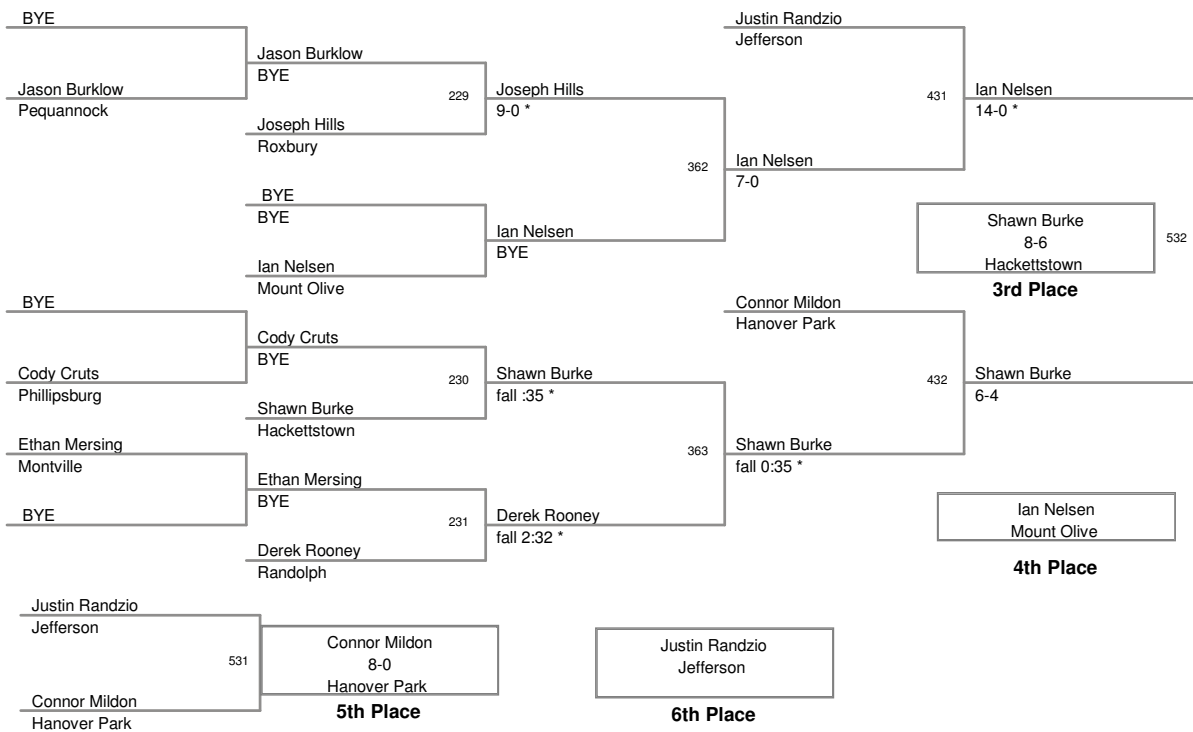 BYE
Jason Burklow
Pequannock
Jason Burklow
BYE
229
Joseph Hills
Roxbury
Joseph Hills
9-0 *
BYE
BYE
Ian Nelsen
Mount Olive
Ian Nelsen
BYE
362
Ian Nelsen
7-0
Justin Randzio
Jefferson
431
Ian Nelsen
14-0 *
Shawn Burke
8-6
Hackettstown
532
3rd Place
BYE
Cody Cruts
Phillipsburg
Cody Cruts
BYE
230
Shawn Burke
Hackettstown
Shawn Burke
fall :35 *
Ethan Mersing
Montville
BYE
Ethan Mersing
BYE
231
Derek Rooney
Randolph
Derek Rooney
fall 2:32 *
363
Shawn Burke
fall 0:35 *
Connor Mildon
Hanover Park
432
Shawn Burke
6-4
Ian Nelsen
Mount Olive
4th Place
Justin Randzio
Jefferson
531
Connor Mildon
Hanover Park
Connor Mildon
8-0
Hanover Park
5th Place
Justin Randzio
Jefferson
6th Place